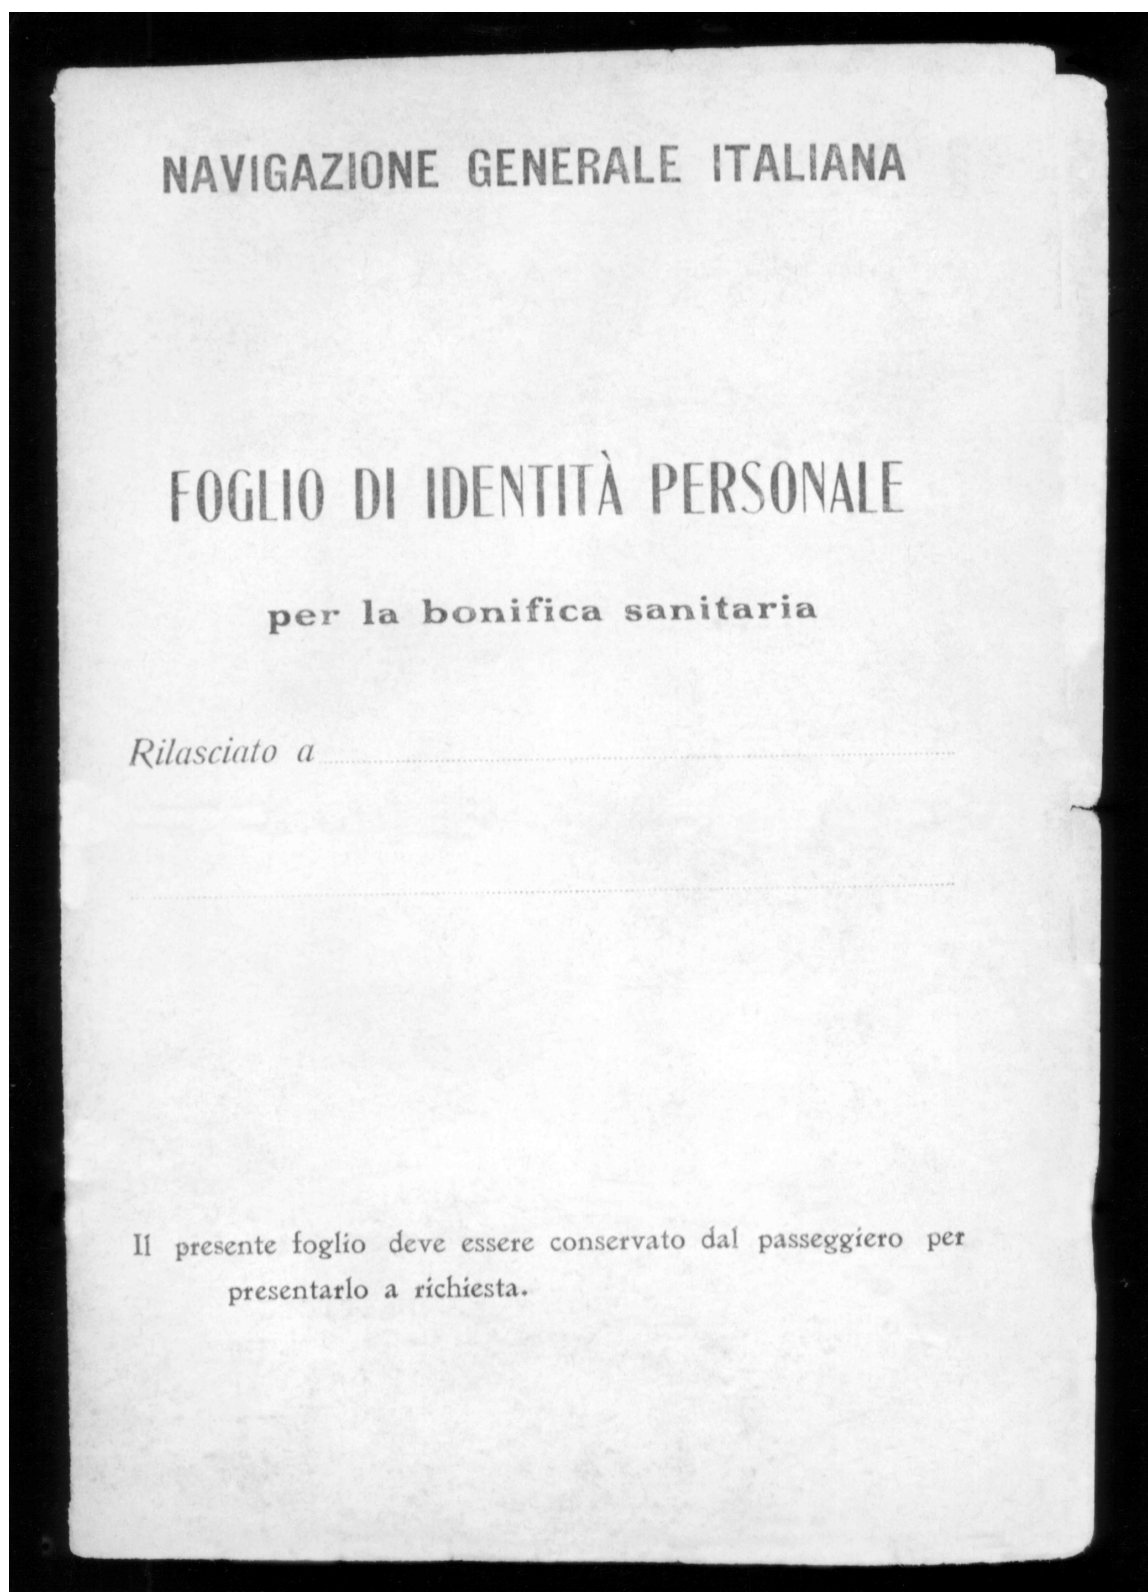 NAVIGAZIONE GENERALE ITALIANA
FOGLIO DI IDENTITÀ PERSONALE
per la bonifica sanitaria
Rilasciato a
Il presente foglio deve essere conservato dal passeggiero per
presentarlo a richiesta.